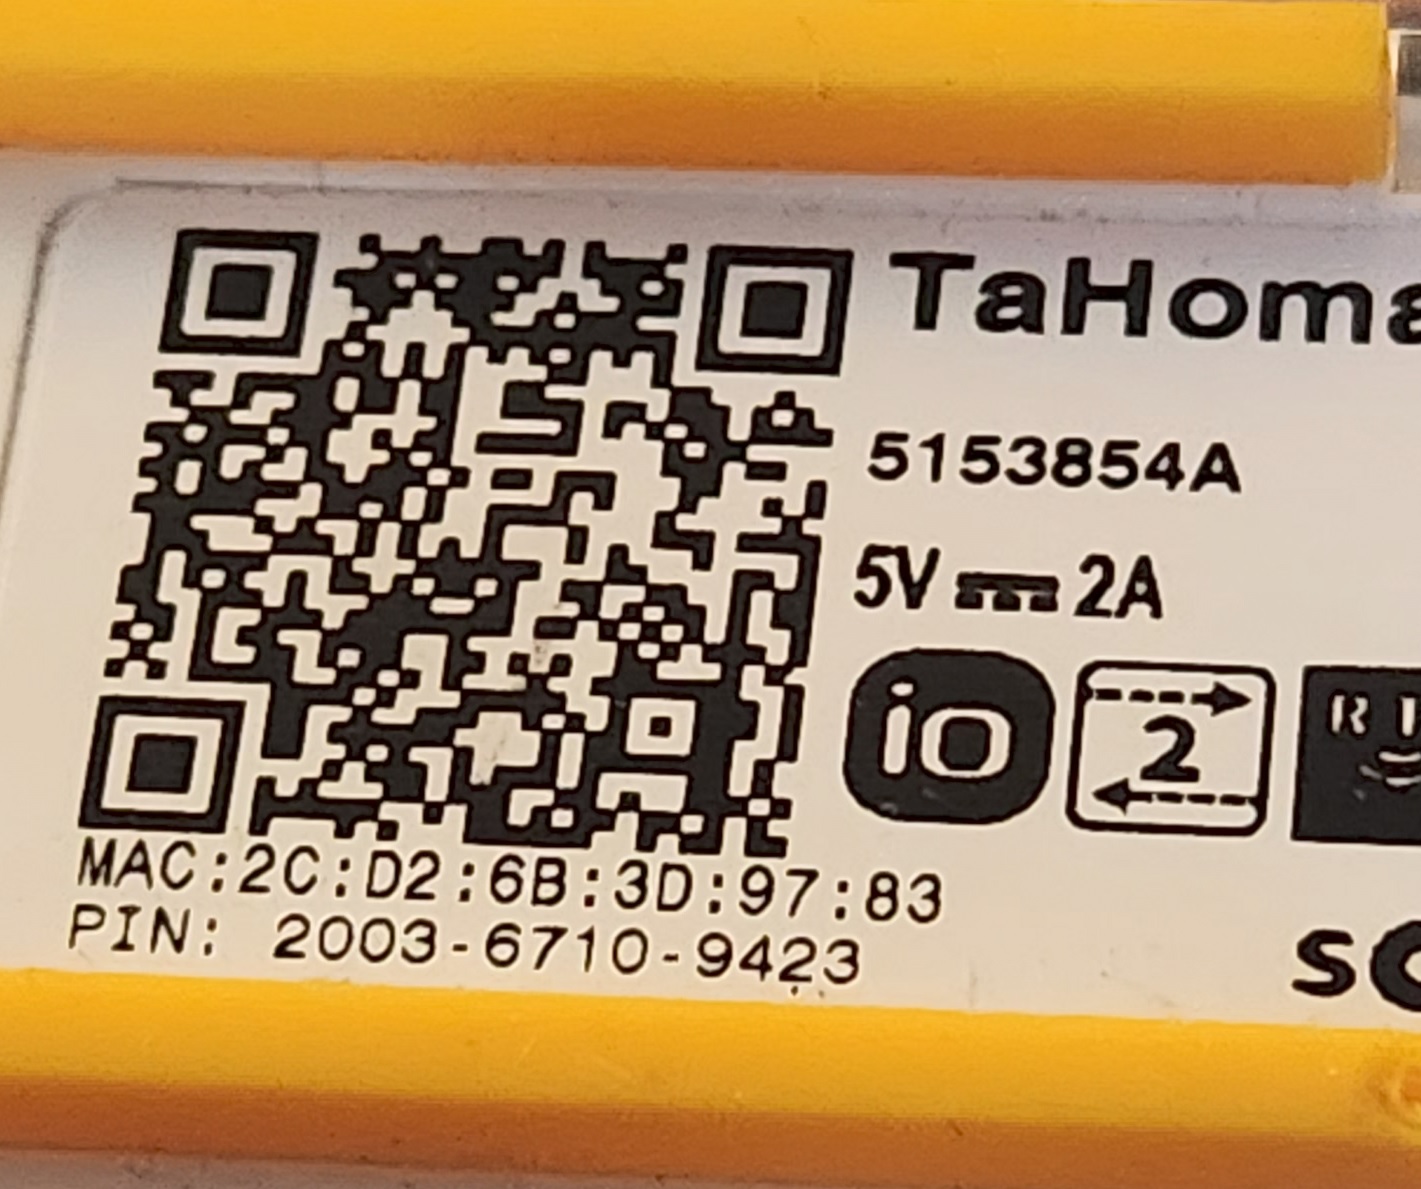 TaHoma
5153854A
5V 2A
io
2
MAC:2C:D2:6B:3D:97:83
PIN: 2003-6710-9423